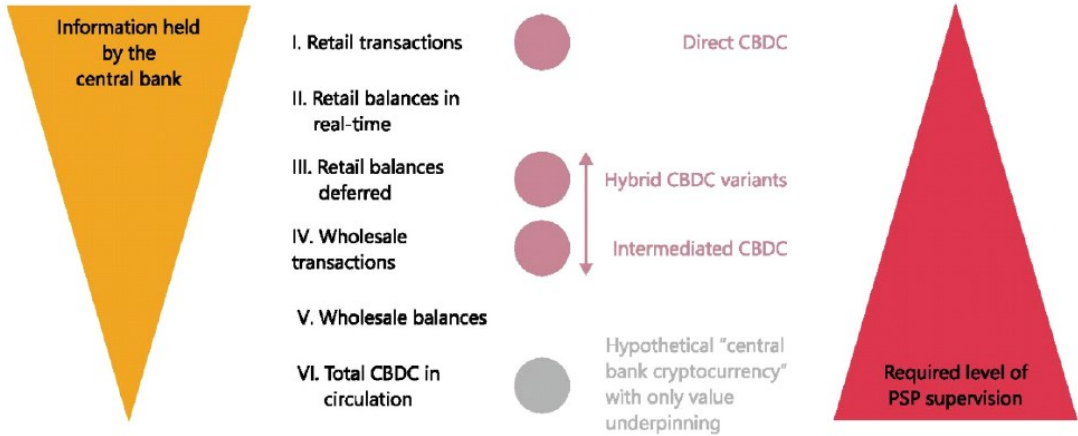 Information held
by the
central bank
I. Retail transactions
Direct CBDC
II. Retail balances in
real-time
III. Retail balances
deferred
Hybrid CBDC variants
IV. Wholesale
transactions
Intermediated CBDC
V. Wholesale balances
VI. Total CBDC in
circulation
Hypothetical "central
bank cryptocurrency"
with only value
underpinning
Required level of
PSP supervision